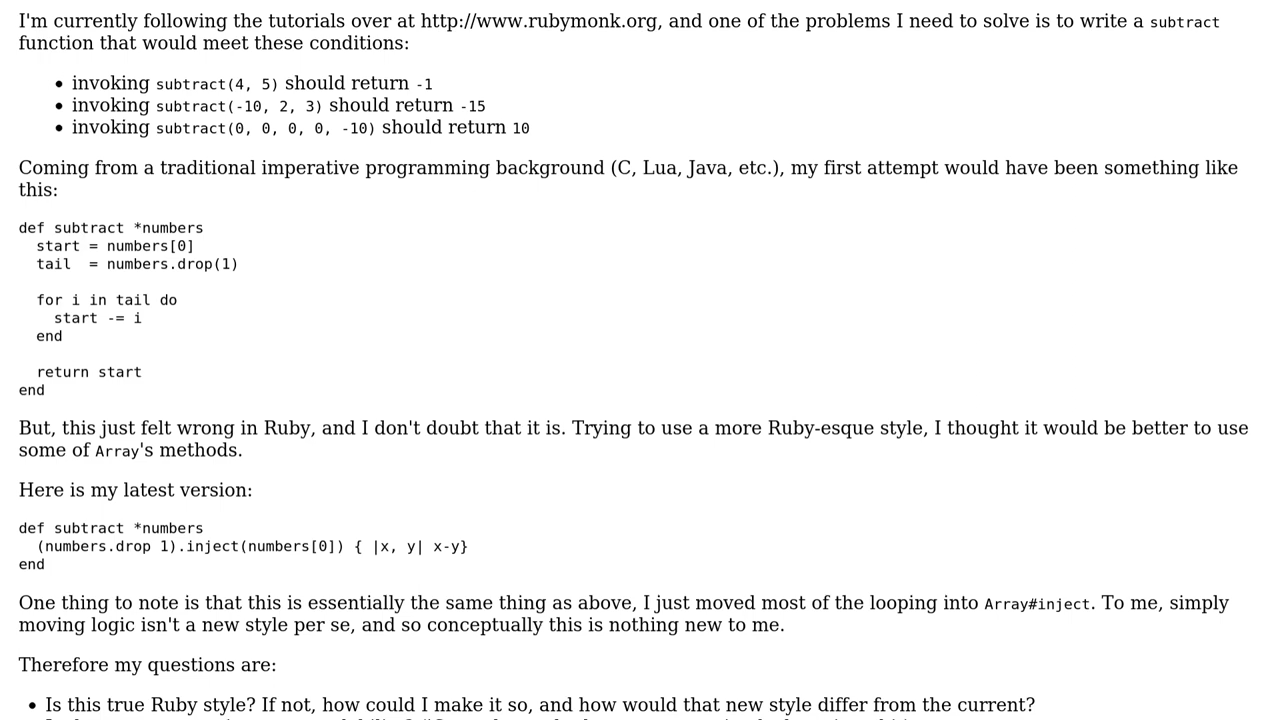 I'm currently following the tutorials over at http://www.rubymonk.org, and one of the problems I need to solve is to write a subtract
function that would meet these conditions:
• invoking subtract(4, 5) should return -1
• invoking subtract(-10, 2, 3) should return -15
• invoking subtract(0, 0, 0, 0, -10) should return 10
Coming from a traditional imperative programming background (C, Lua, Java, etc.), my first attempt would have been something like
this:
def subtract *numbers
  start = numbers[0]
  tail  = numbers.drop(1)
  for i in tail do
    start -= i
  end
  return start
end
But, this just felt wrong in Ruby, and I don't doubt that it is. Trying to use a more Ruby-esque style, I thought it would be better to use
some of Array's methods.
Here is my latest version:
def subtract *numbers
  (numbers.drop 1).inject(numbers[0]) { |x, y| x-y}
end
One thing to note is that this is essentially the same thing as above, I just moved most of the looping into Array#inject. To me, simply
moving logic isn't a new style per se, and so conceptually this is nothing new to me.
Therefore my questions are:
• Is this true Ruby style? If not, how could I make it so, and how would that new style differ from the current?